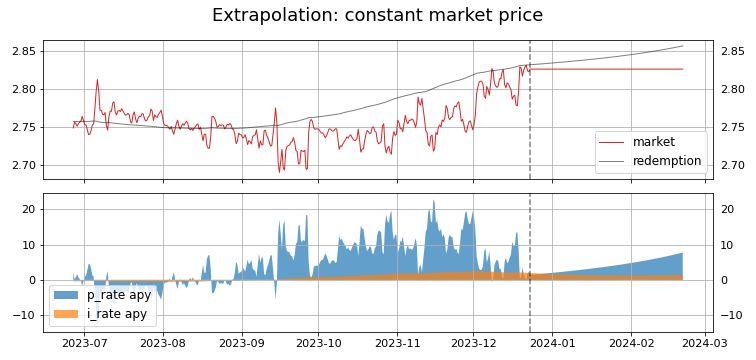 Extrapolation: constant market price
2.85 2.85
2.80 2.80
2.75 2.75
2.70 2.70
market
redemption
20 20
10 10
0 0
−10 −10
p_rate apy
i_rate apy
2023-07 2023-08 2023-09 2023-10 2023-11 2023-12 2024-01 2024-02 2024-03